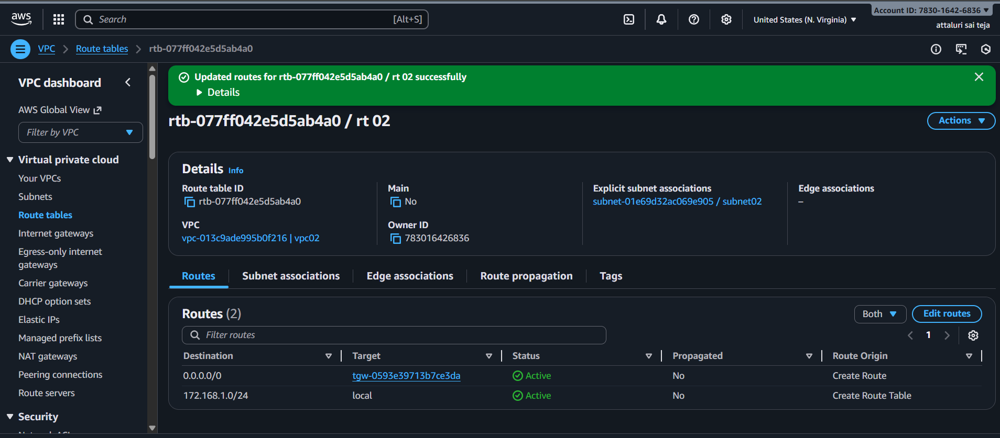 aws
Search
[Alt+S]
United States (N. Virginia)
Account ID: 7830-1642-6836
attaluri sai teja
VPC
Route tables
rtb-077ff042e5d5ab4a0
VPC dashboard
AWS Global View
Filter by VPC
Virtual private cloud
Your VPCs
Subnets
Route tables
Internet gateways
Egress-only internet
gateways
Carrier gateways
DHCP option sets
Elastic IPs
Managed prefix lists
NAT gateways
Peering connections
Route servers
Security
Updated routes for rtb-077ff042e5d5ab4a0 / rt 02 successfully
Details
rtb-077ff042e5d5ab4a0 / rt 02
Actions
Details Info
Route table ID
rtb-077ff042e5d5ab4a0
Main
No
Explicit subnet associations
subnet-01e69d32ac069e905 / subnet02
Edge associations
–
VPC
vpc-013c9ade995b0f216 | vpc02
Owner ID
783016426836
Routes
Subnet associations
Edge associations
Route propagation
Tags
Routes (2)
Both
Edit routes
Filter routes
1
Destination Target Status Propagated Route Origin
0.0.0.0/0 tgw-0593e39713b7ce3da Active No Create Route
172.168.1.0/24 local Active No Create Route Table